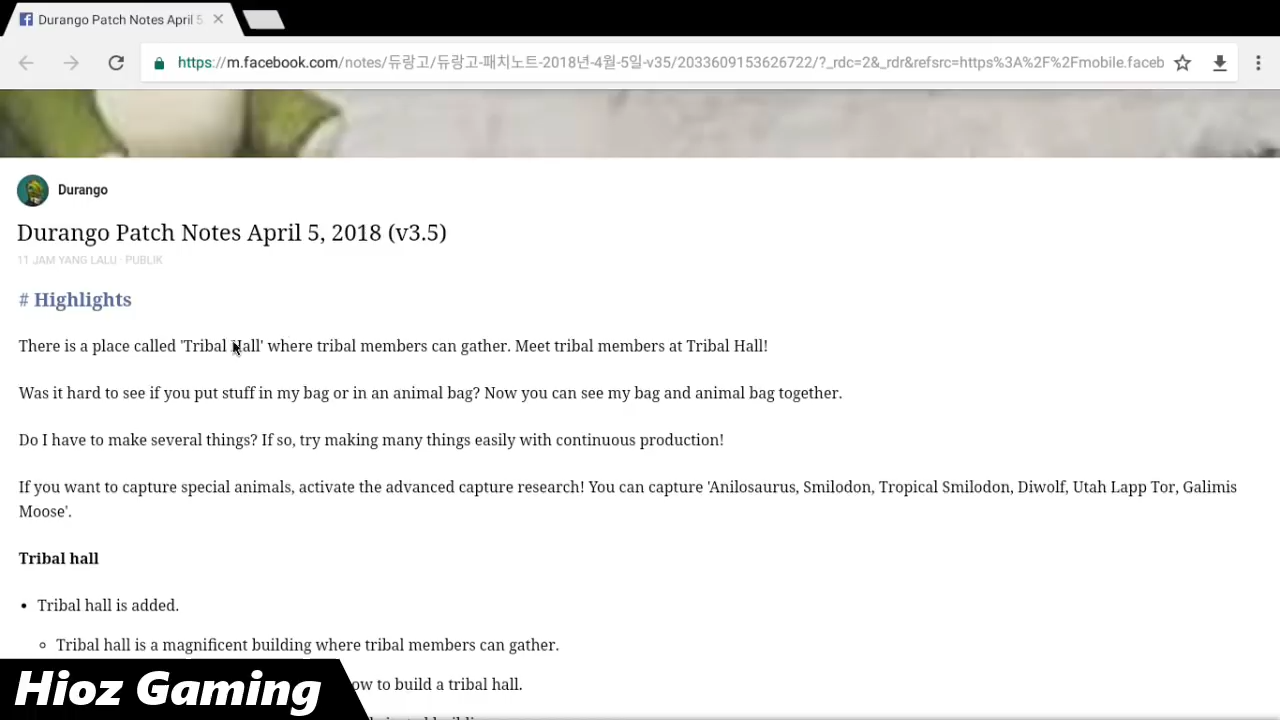 Durango Patch Notes April 5
https://m.facebook.com/notes/듀랑고/듀랑고-패치노트-2018년-4월-5일-v35/2033609153626722/?_rdc=2&_rdr&refsrc=https%3A%2F%2Fmobile.faceb
Durango
Durango Patch Notes April 5, 2018 (v3.5)
11 JAM YANG LALU · PUBLIK
# Highlights
There is a place called 'Tribal Hall' where tribal members can gather. Meet tribal members at Tribal Hall!
Was it hard to see if you put stuff in my bag or in an animal bag? Now you can see my bag and animal bag together.
Do I have to make several things? If so, try making many things easily with continuous production!
If you want to capture special animals, activate the advanced capture research! You can capture 'Anilosaurus, Smilodon, Tropical Smilodon, Diwolf, Utah Lapp Tor, Galimis
Moose'.
Tribal hall
• Tribal hall is added.
◦ Tribal hall is a magnificent building where tribal members can gather.
to build a tribal hall.
Hioz Gaming